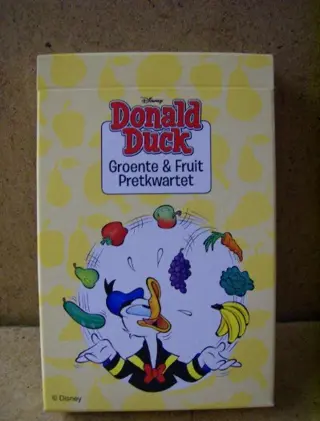 Disney
Donald
Duck
Groente & Fruit
Pretkwartet
© Disney